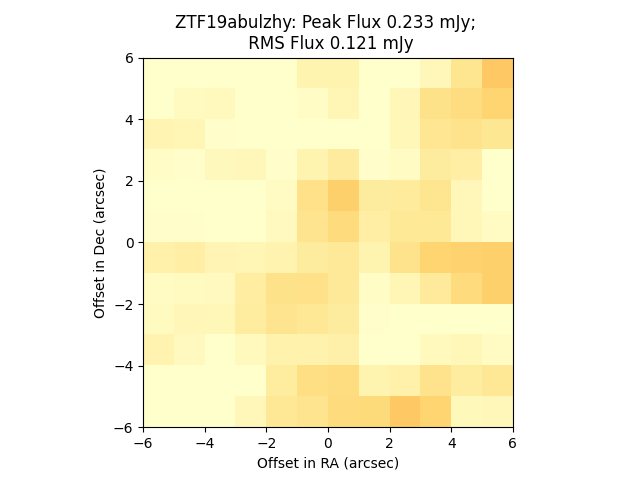 ZTF19abulzhy: Peak Flux 0.233 mJy;
RMS Flux 0.121 mJy
6
4
2
0
−2
−4
−6
Offset in Dec (arcsec)
−6 −4 −2 0 2 4 6
Offset in RA (arcsec)